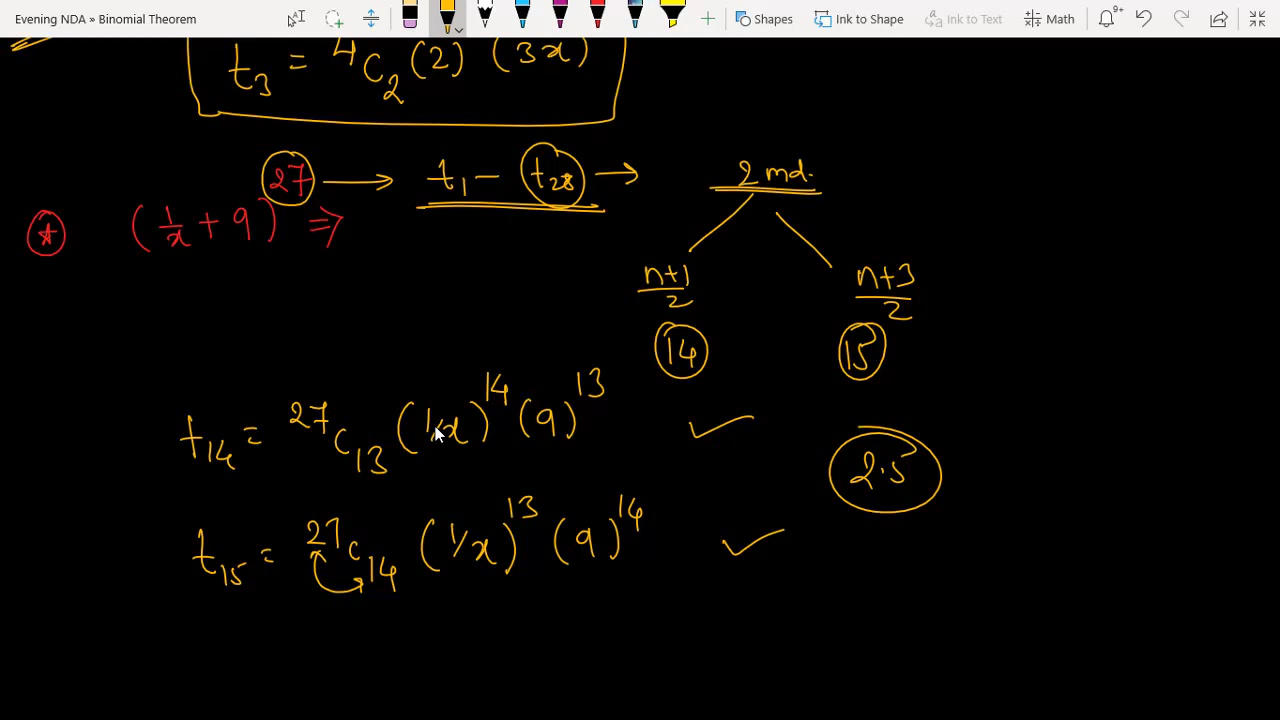 Evening NDA » Binomial Theorem
Shapes
Ink to Shape
Ink to Text
Math
9+
t₃ = ⁴C₂ (2) (3x)
(1/x + 9)²⁷ ⇒
→ t₁ – t₂₈ → 2 md.
n+1/2 n+3/2
14 15
t₁₄ = ²⁷C₁₃ (1/x)¹⁴ (9)¹³ ✓
2.5
t₁₅ = ²⁷C₁₄ (1/x)¹³ (9)¹⁴ ✓